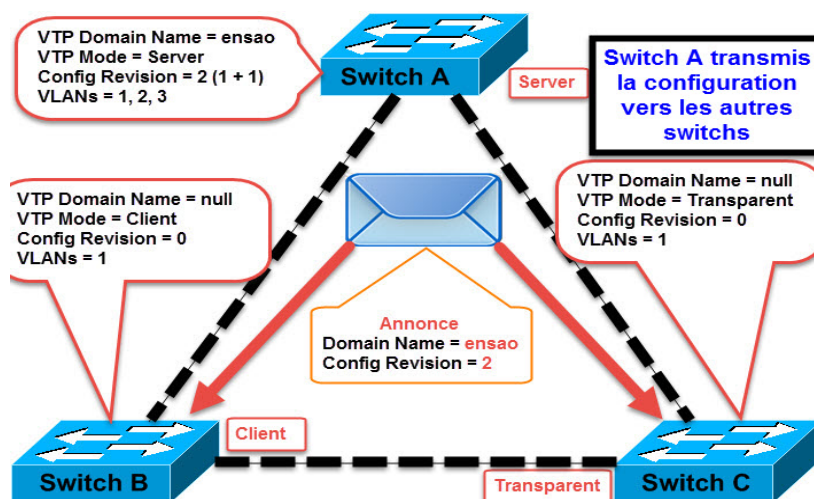 VTP Domain Name = ensao
VTP Mode = Server
Config Revision = 2 (1 + 1)
VLANs = 1, 2, 3
Switch A
Server
Switch A transmis
la configuration
vers les autres
switchs
VTP Domain Name = null
VTP Mode = Client
Config Revision = 0
VLANs = 1
VTP Domain Name = null
VTP Mode = Transparent
Config Revision = 0
VLANs = 1
Annonce
Domain Name = ensao
Config Revision = 2
Client
Switch B
Transparent
Switch C